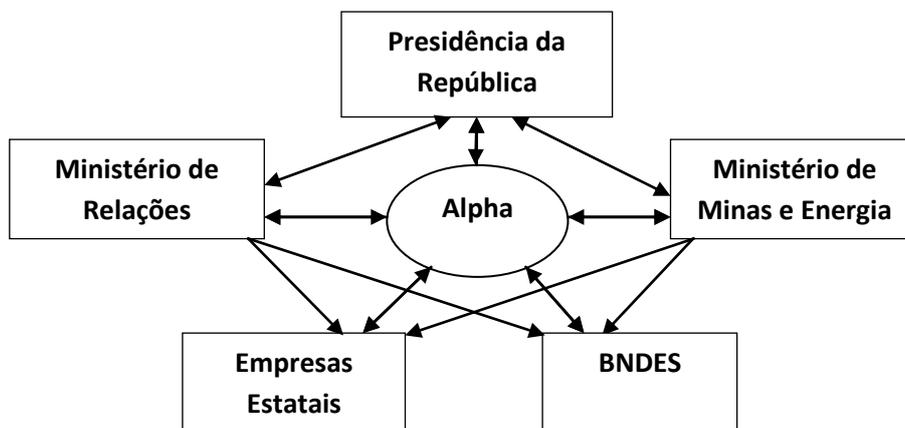 Presidência da
República
Ministério de
Relações
Alpha
Ministério de
Minas e Energia
Empresas
Estatais
BNDES